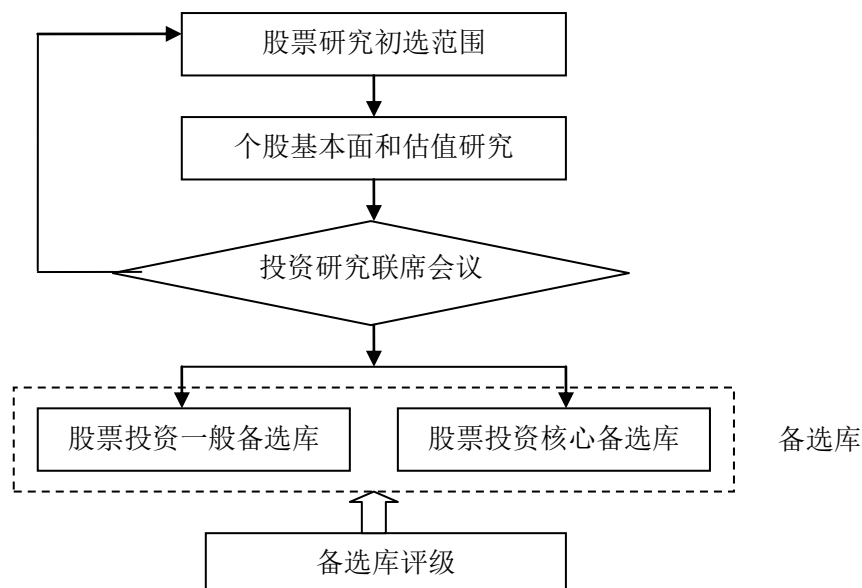 股票研究初选范围
个股基本面和估值研究
投资研究联席会议
股票投资一般备选库
股票投资核心备选库
备选库
备选库评级